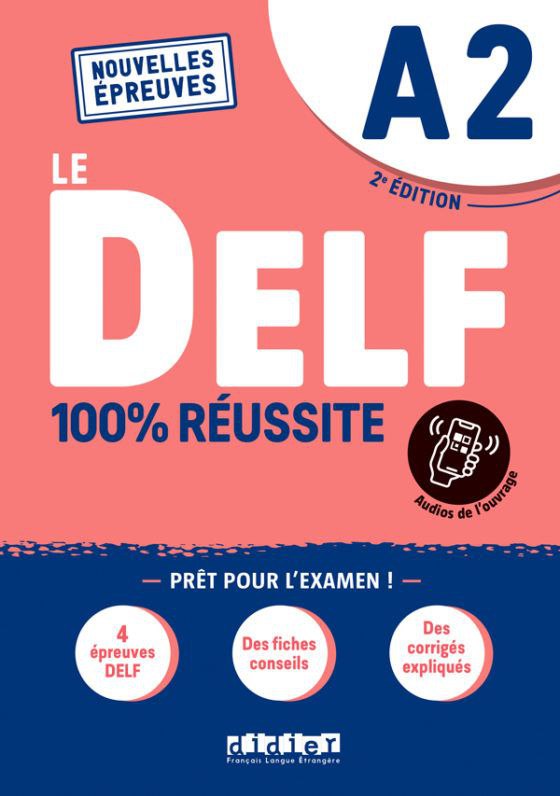 NOUVELLES
ÉPREUVES
A2
2e ÉDITION
LE
DELF
100% RÉUSSITE
Audios de l'ouvrage
— PRÊT POUR L'EXAMEN ! —
4
épreuves
DELF
Des fiches
conseils
Des
corrigés
expliqués
didier
Français Langue Étrangère